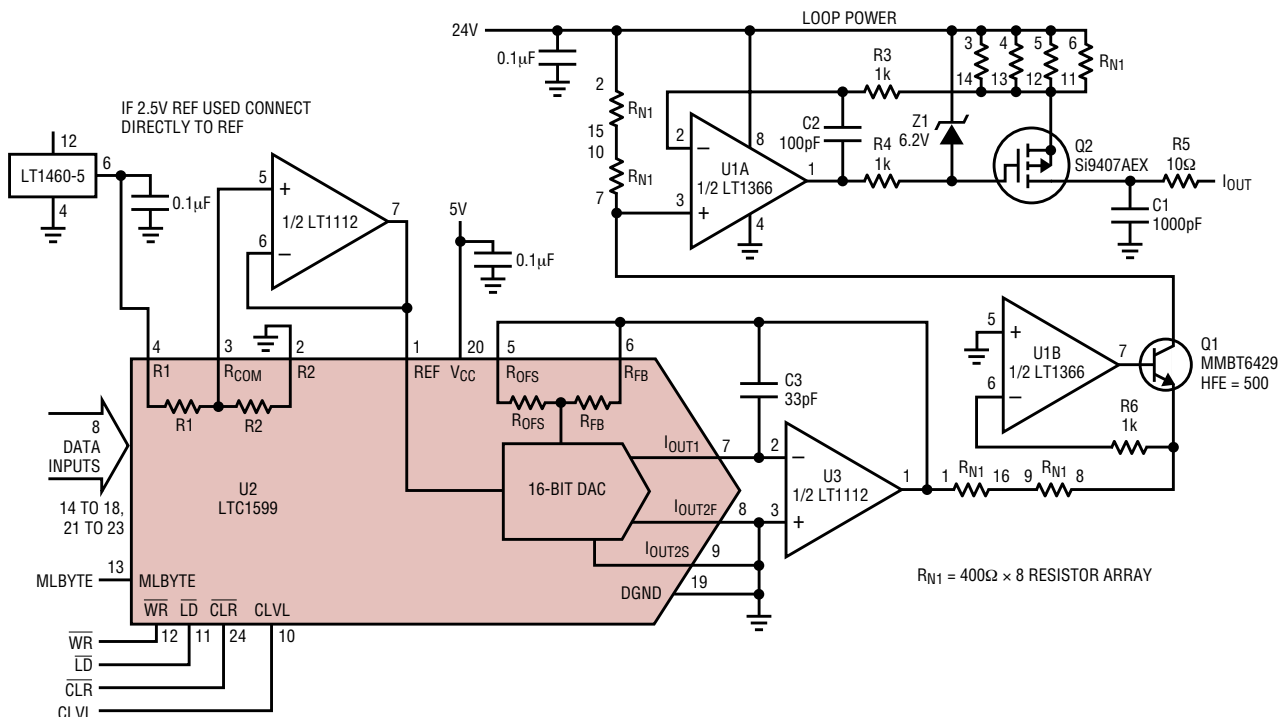 LOOP POWER
24V
0.1μF
2
RN1
15
10
RN1
7
R3
1k
3
4
5
6
14
13
12
11
RN1
IF 2.5V REF USED CONNECT
DIRECTLY TO REF
12
LT1460-5
6
4
0.1μF
5
+
1/2 LT1112
7
6
–
2
–
U1A
1/2 LT1366
3
+
8
1
4
C2
100pF
R4
1k
Z1
6.2V
Q2
Si9407AEX
R5
10Ω
IOUT
C1
1000pF
5V
0.1μF
4
3
2
1
20
5
6
R1
RCOM
R2
REF
VCC
ROFS
RFB
R1
R2
ROFS
RFB
C3
33pF
5
+
U1B
1/2 LT1366
6
–
7
Q1
MMBT6429
HFE = 500
R6
1k
8
DATA
INPUTS
14 TO 18,
21 TO 23
U2
LTC1599
16-BIT DAC
IOUT1
7
2
–
U3
1/2 LT1112
1
1
RN1
16
9
RN1
8
IOUT2F
8
3
+
IOUT2S
9
DGND
19
RN1 = 400Ω × 8 RESISTOR ARRAY
MLBYTE
13
MLBYTE
WR
LD
CLR
CLVL
12
11
24
10
WR
LD
CLR
CLVL